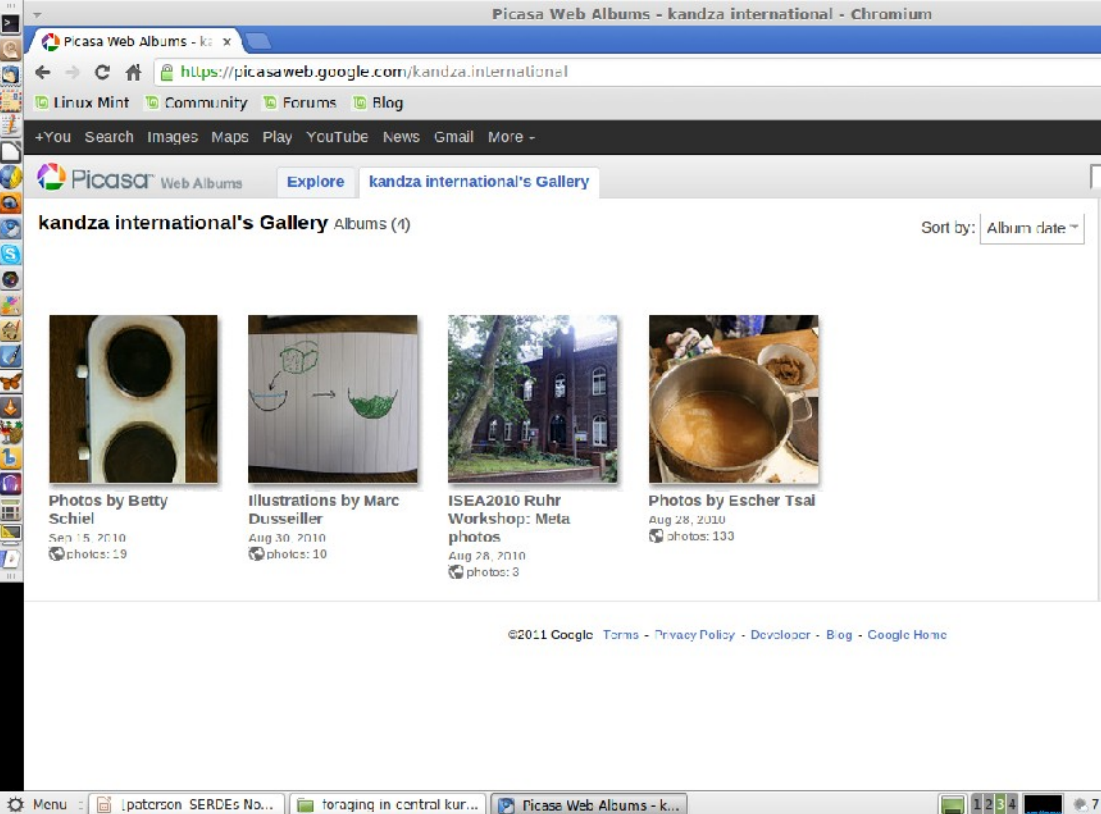 Picasa Web Albums - kandza international - Chromium
Picasa Web Albums - ka x
https://picasaweb.google.com/kandza.international
Linux Mint Community Forums Blog
+You Search Images Maps Play YouTube News Gmail More
Picasa Web Albums Explore kandza international's Gallery
kandza international's Gallery Albums (4)
Sort by: Album date
Photos by Betty
Schiel
Sep 15, 2010
photos: 19
Illustrations by Marc
Dusseiller
Aug 30, 2010
photos: 10
ISEA2010 Ruhr
Workshop: Meta
photos
Aug 28, 2010
photos: 3
Photos by Escher Tsai
Aug 28, 2010
photos: 133
©2011 Google Terms - Privacy Policy - Developer - Blog - Google Home
Menu [paterson_SERDEs No... foraging in central kur... Picasa Web Albums - k... 1 2 3 4 7